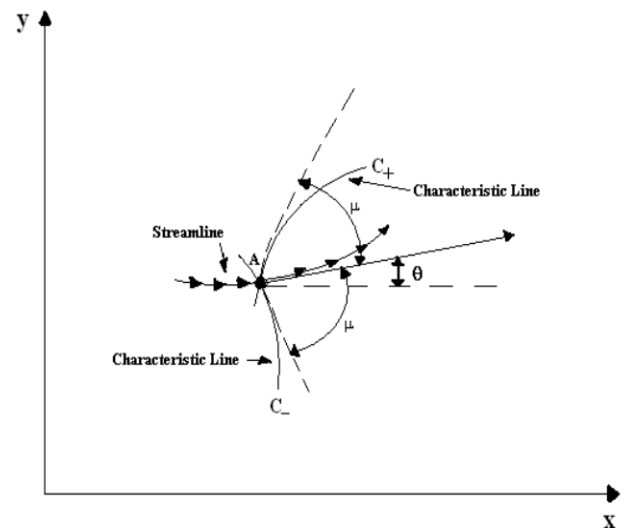 y
C+
Characteristic Line
μ
Streamline
A
θ
μ
Characteristic Line
C_
x